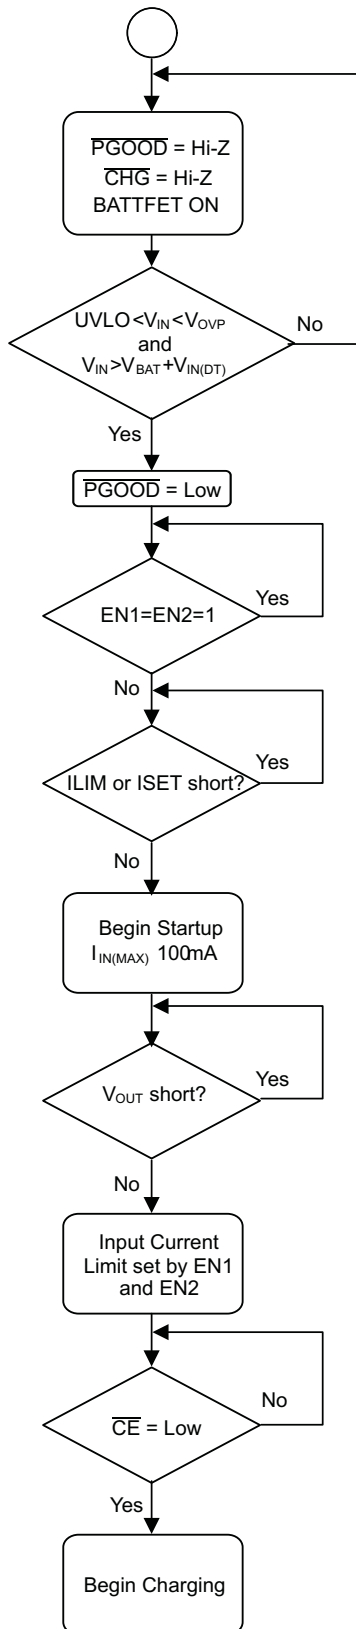 PGOOD = Hi-Z
CHG = Hi-Z
BATTFET ON
UVLO<VIN<VOVP
and
VIN>VBAT+VIN(DT)
No
Yes
PGOOD = Low
EN1=EN2=1
Yes
No
ILIM or ISET short?
Yes
No
Begin Startup
IIN(MAX) 100mA
VOUT short?
Yes
No
Input Current
Limit set by EN1
and EN2
CE = Low
No
Yes
Begin Charging